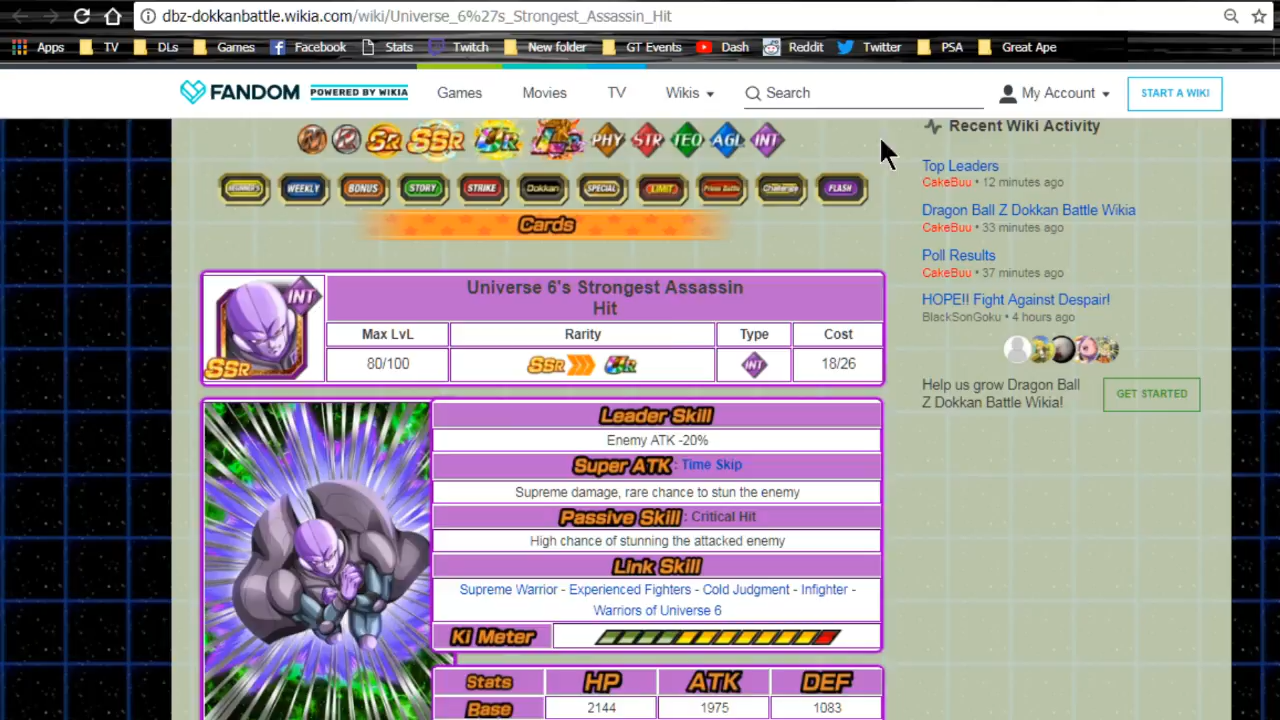 dbz-dokkanbattle.wikia.com/wiki/Universe_6%27s_Strongest_Assassin_Hit
Apps TV DLs Games Facebook Stats Twitch New folder GT Events Dash Reddit Twitter PSA Great Ape
FANDOM POWERED BY WIKIA Games Movies TV Wikis Search My Account START A WIKI
R SR SSR UR LR PHY STR TEQ AGL INT
BEGINNER'S WEEKLY BONUS STORY STRIKE Dokkan SPECIAL LIMIT Press Battle Challenge FLASH
Cards
Universe 6's Strongest Assassin
Hit
INT
SSR
Max LvL Rarity Type Cost
80/100 SSR UR INT 18/26
Leader Skill
Enemy ATK -20%
Super ATK : Time Skip
Supreme damage, rare chance to stun the enemy
Passive Skill : Critical Hit
High chance of stunning the attacked enemy
Link Skill
Supreme Warrior - Experienced Fighters - Cold Judgment - Infighter -
Warriors of Universe 6
Ki Meter
Stats HP ATK DEF
Base 2144 1975 1083
Recent Wiki Activity
Top Leaders
CakeBuu • 12 minutes ago
Dragon Ball Z Dokkan Battle Wikia
CakeBuu • 33 minutes ago
Poll Results
CakeBuu • 37 minutes ago
HOPE!! Fight Against Despair!
BlackSonGoku • 4 hours ago
Help us grow Dragon Ball
Z Dokkan Battle Wikia!
GET STARTED